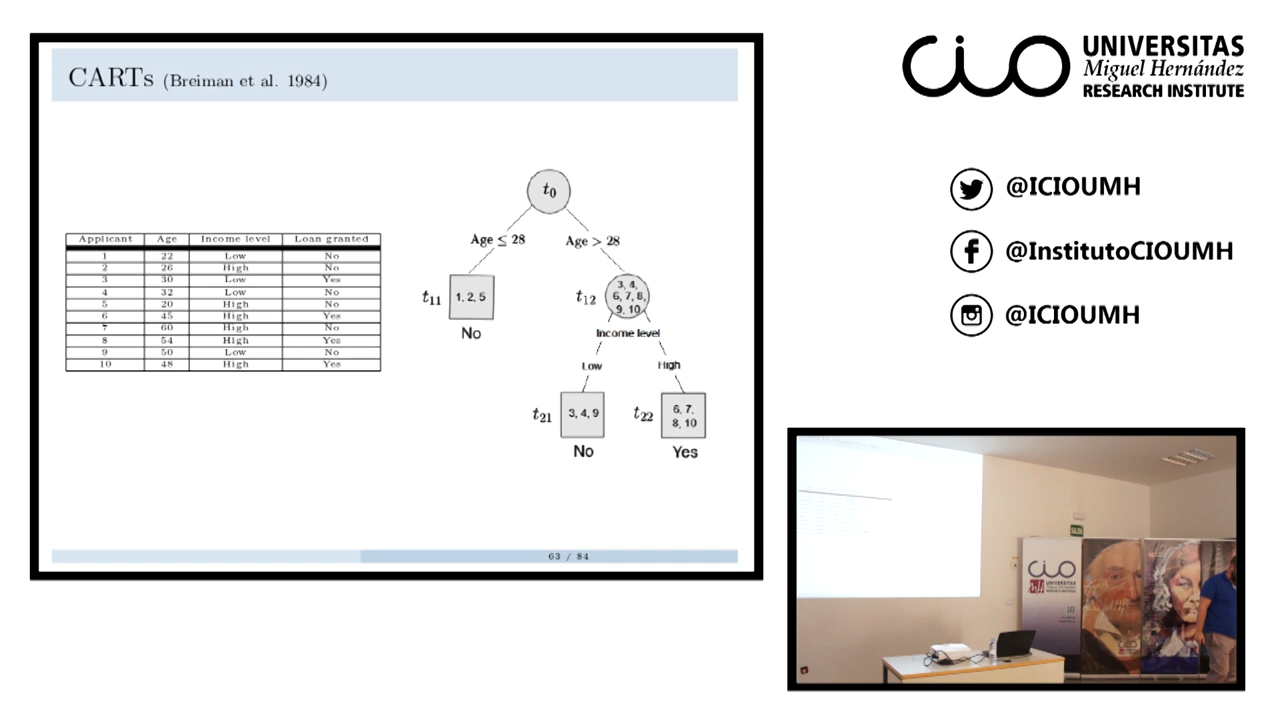 CARTs (Breiman et al. 1984)
Applicant Age Income level Loan granted
1 22 Low No
2 26 High No
3 30 Low Yes
4 32 Low No
5 20 High No
6 45 High Yes
7 60 High No
8 54 High Yes
9 50 Low No
10 48 High Yes
t0
Age ≤ 28 Age > 28
t11 1, 2, 5 t12 3, 4,
6, 7, 8,
9, 10
No
Income level
Low High
t21 3, 4, 9 t22 6, 7,
8, 10
No Yes
63 / 84
CIO UNIVERSITAS
Miguel Hernández
RESEARCH INSTITUTE
@ICIOUMH
@InstitutoCIOUMH
@ICIOUMH
SALIDA
CIO
UNIVERSITAS